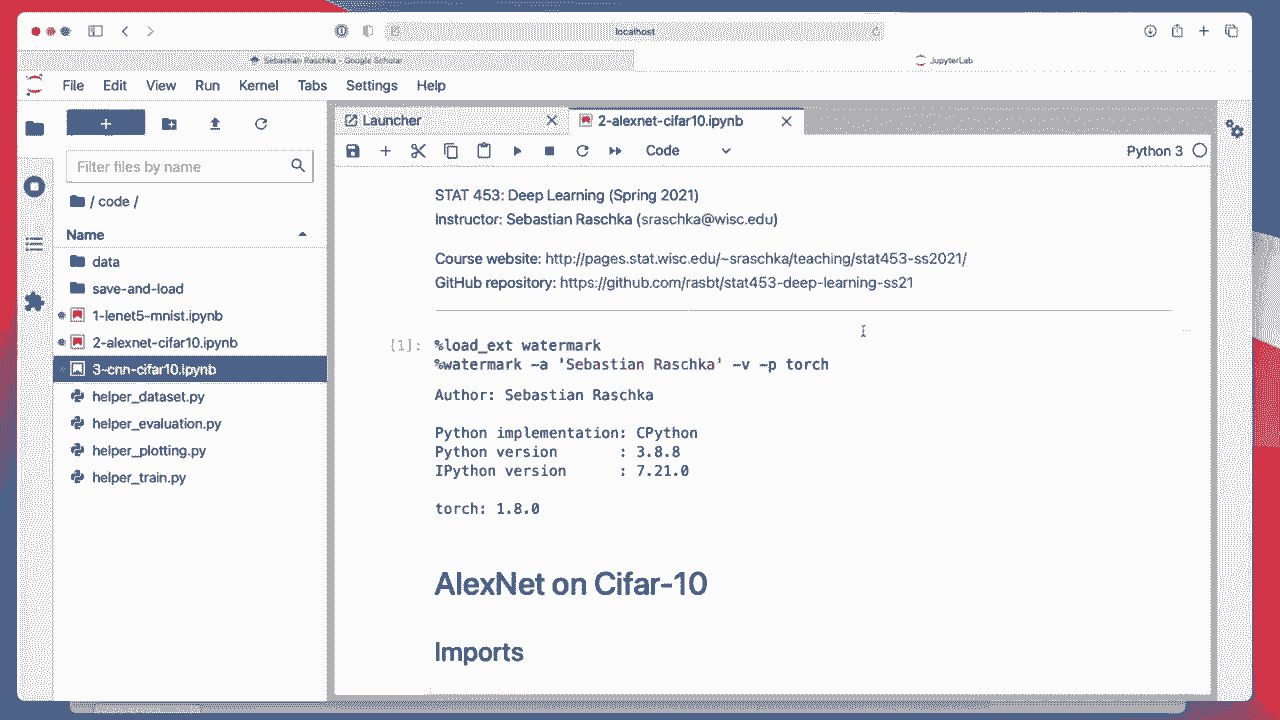 localhost
Sebastian Raschka - Google Scholar
JupyterLab
File Edit View Run Kernel Tabs Settings Help
Launcher
2-alexnet-cifar10.ipynb
Code
Python 3
Filter files by name
/ code /
Name
data
save-and-load
1-lenet5-mnist.ipynb
2-alexnet-cifar10.ipynb
3-cnn-cifar10.ipynb
helper_dataset.py
helper_evaluation.py
helper_plotting.py
helper_train.py
STAT 453: Deep Learning (Spring 2021)
Instructor: Sebastian Raschka (sraschka@wisc.edu)
Course website: http://pages.stat.wisc.edu/~sraschka/teaching/stat453-ss2021/
GitHub repository: https://github.com/rasbt/stat453-deep-learning-ss21
[1]: %load_ext watermark
%watermark -a 'Sebastian Raschka' -v -p torch
Author: Sebastian Raschka
Python implementation: CPython
Python version : 3.8.8
IPython version : 7.21.0
torch: 1.8.0
AlexNet on Cifar-10
Imports